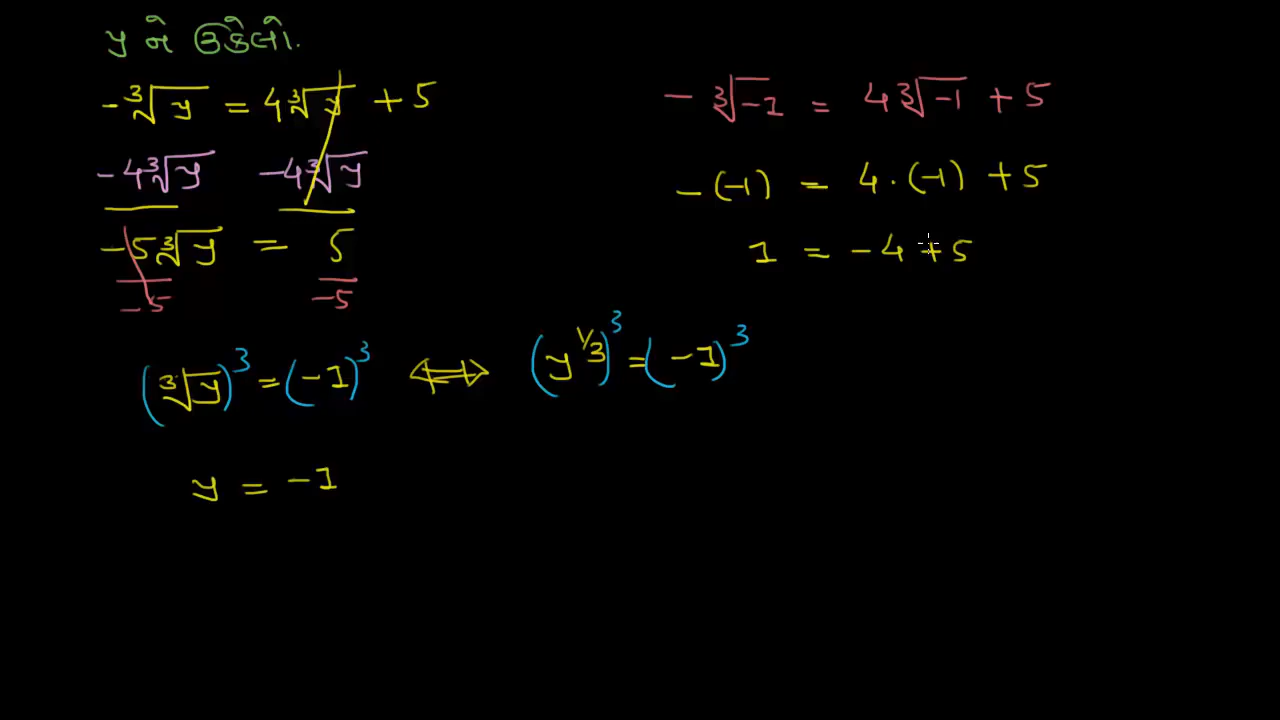 y ને ઉકેલો.
-∛y = 4∛y + 5
-4∛y -4∛y
-5∛y = 5
-5 -5
(∛y)³ = (-1)³ ⟺ (y^1/3)³ = (-1)³
y = -1
-∛-1 = 4∛-1 + 5
-(-1) = 4·(-1) + 5
1 = -4 + 5